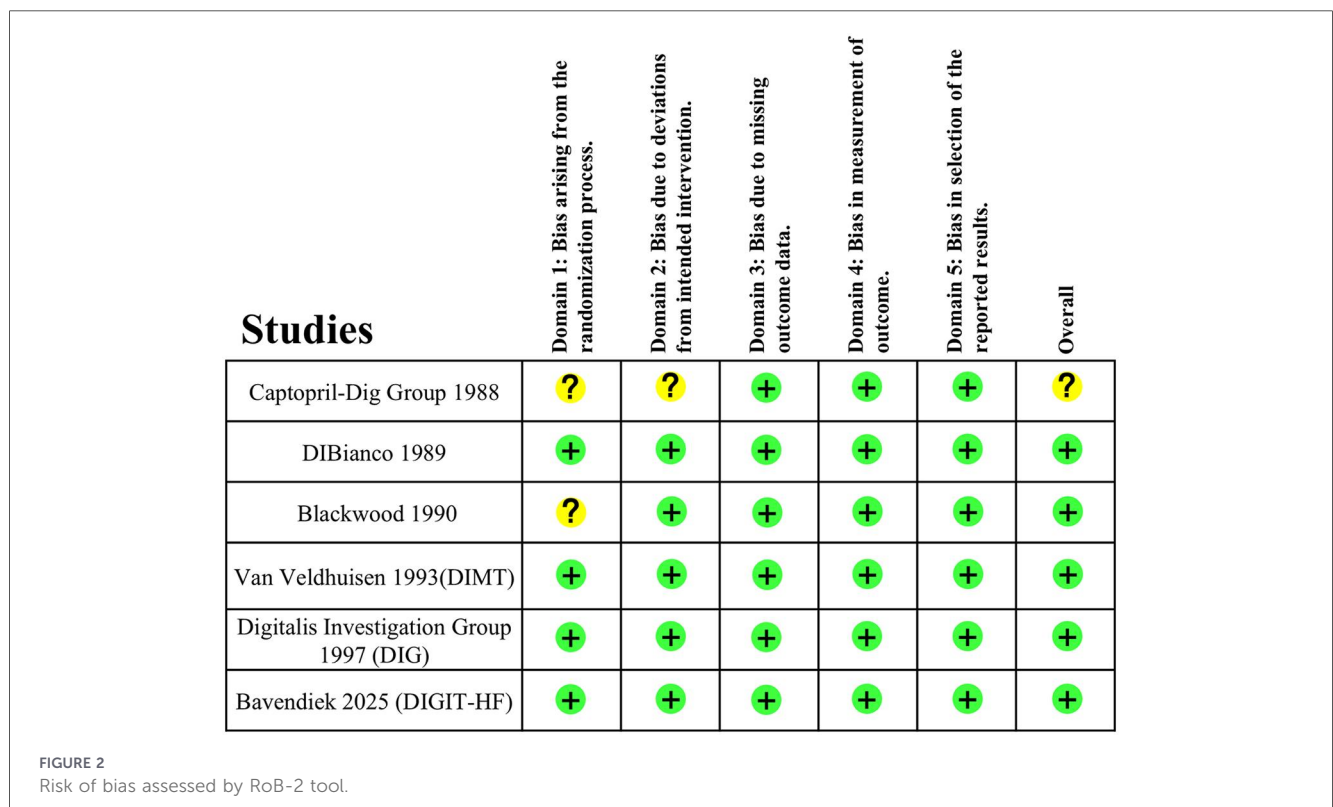 Domain 1: Bias arising from the
randomization process.
Domain 2: Bias due to deviations
from intended intervention.
Domain 3: Bias due to missing
outcome data.
Domain 4: Bias in measurement of
outcome.
Domain 5: Bias in selection of the
reported results.
Overall
Studies
Captopril-Dig Group 1988 ? ? + + + ?
DIBianco 1989 + + + + + +
Blackwood 1990 ? + + + + +
Van Veldhuisen 1993(DIMT) + + + + + +
Digitalis Investigation Group
1997 (DIG) + + + + + +
Bavendiek 2025 (DIGIT-HF) + + + + + +
FIGURE 2
Risk of bias assessed by RoB-2 tool.